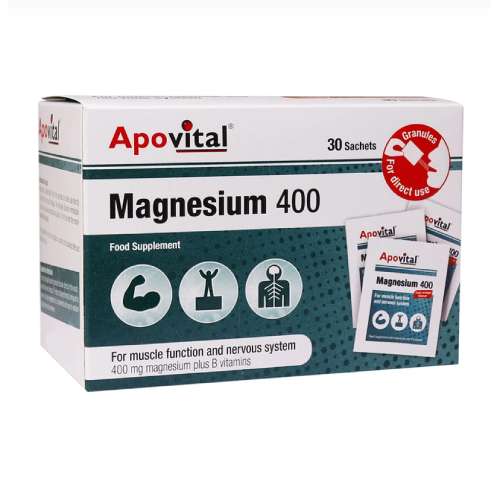 Apovital®
30 Sachets
Granules
For direct use
Magnesium 400
Food Supplement
For muscle function and nervous system
400 mg magnesium plus B vitamins
Apovital®
Magnesium 400
For muscle function
and nervous system